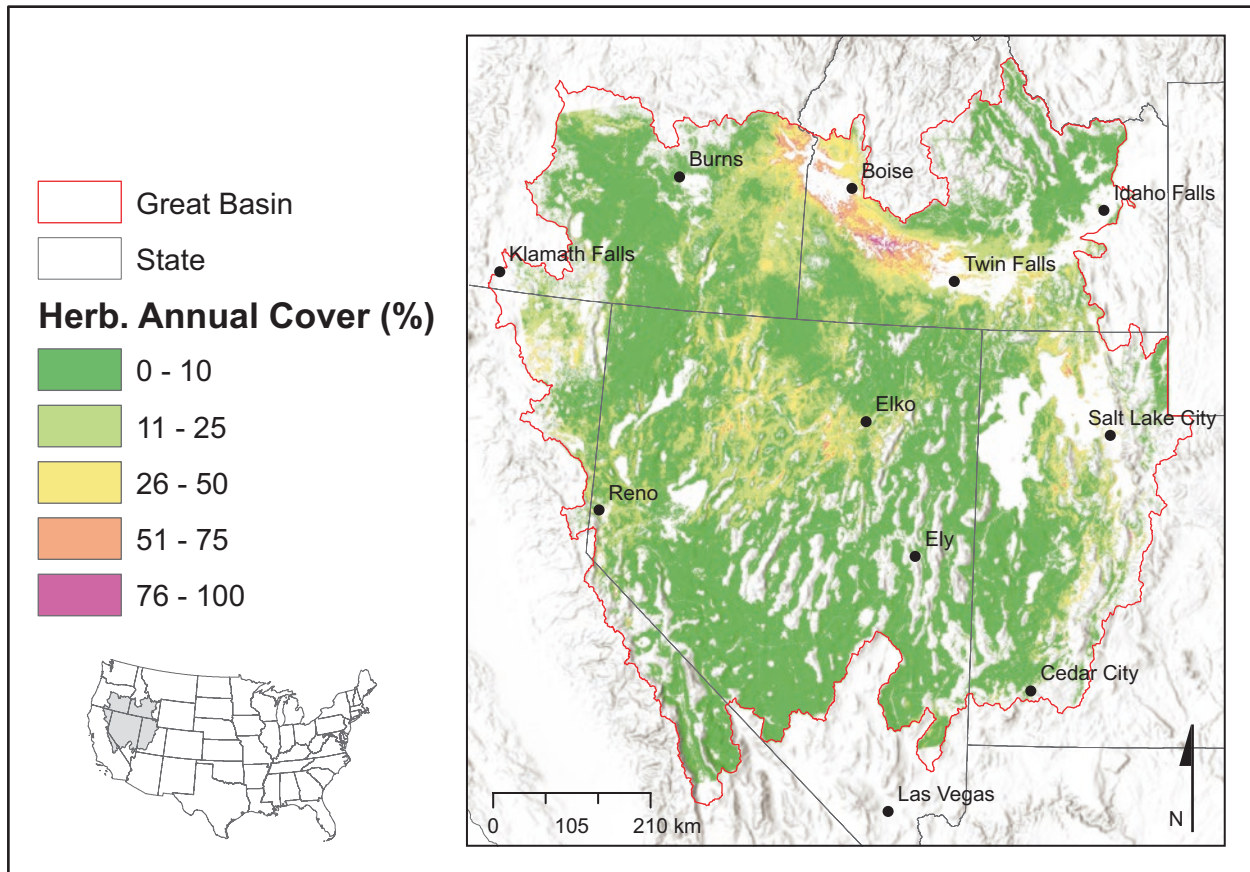 Great Basin
State
Herb. Annual Cover (%)
0 - 10
11 - 25
26 - 50
51 - 75
76 - 100
Burns
Boise
Idaho Falls
Klamath Falls
Twin Falls
Elko
Salt Lake City
Reno
Ely
Cedar City
Las Vegas
0 105 210 km
N